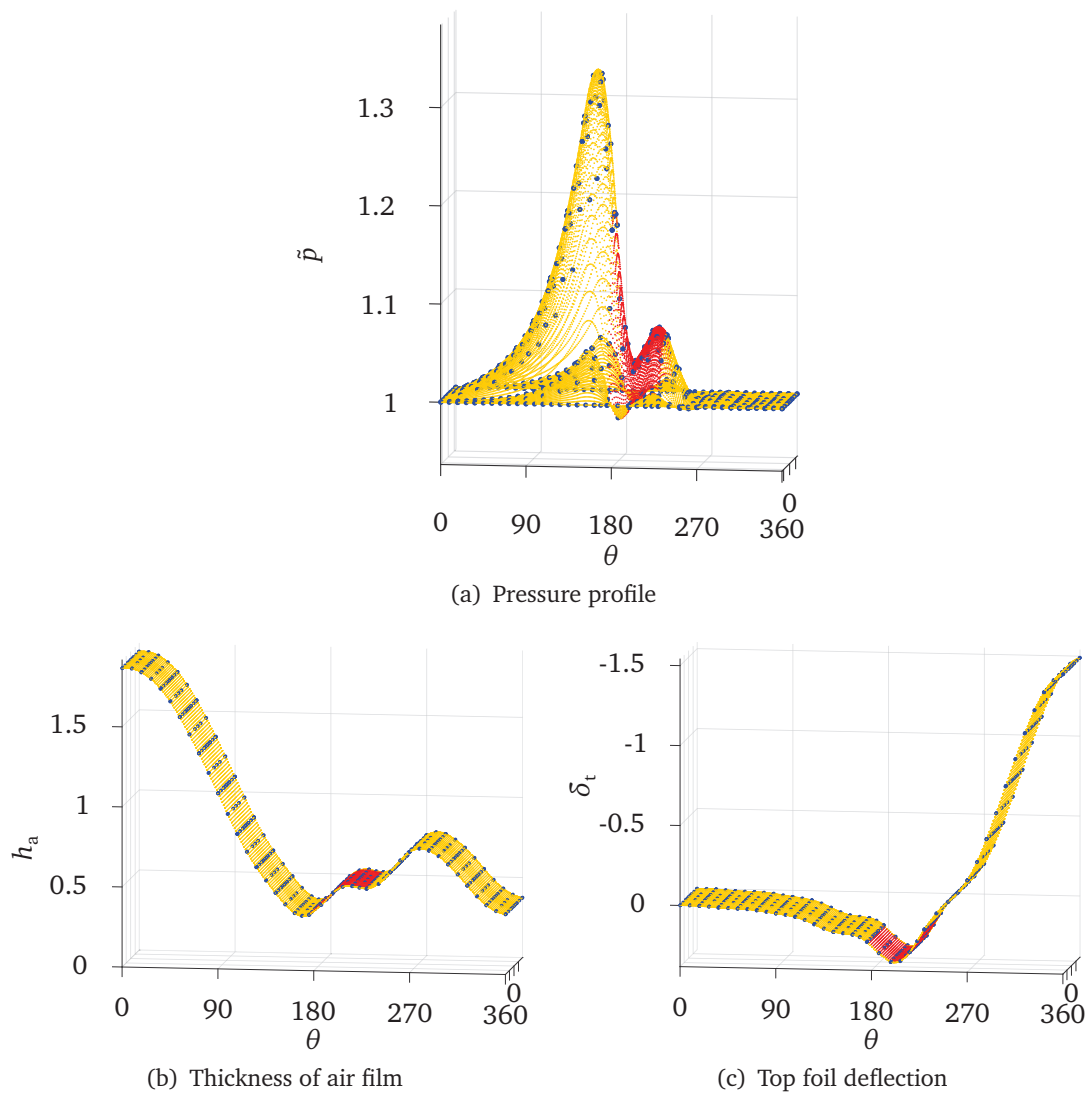 1.3
1.2
p̃
1.1
1
0
0 90 180 270 360
θ
(a) Pressure profile
1.5
1
hₐ
0.5
0
0
0 90 180 270 360
θ
(b) Thickness of air film
-1.5
-1
δₜ
-0.5
0
0
0 90 180 270 360
θ
(c) Top foil deflection